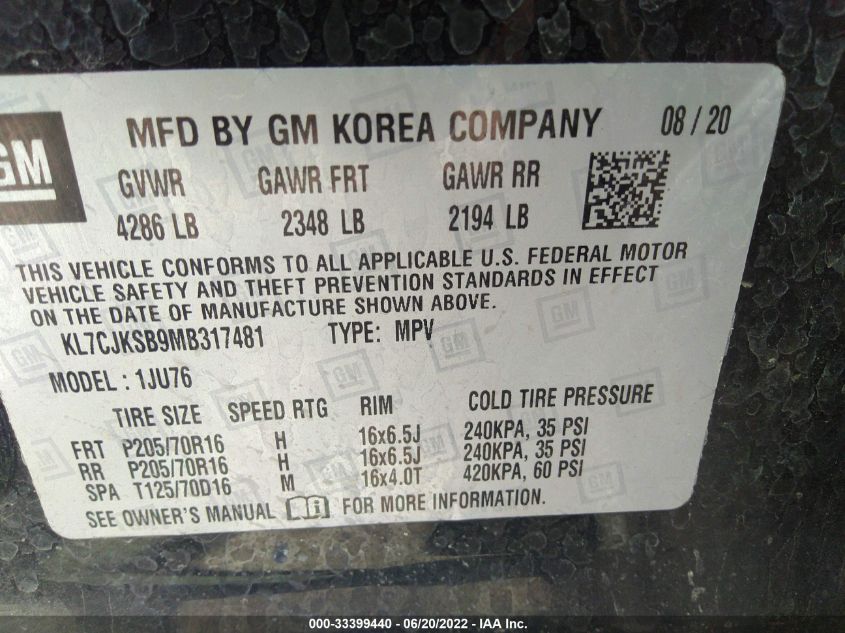 GM
MFD BY GM KOREA COMPANY 08 / 20
GVWR GAWR FRT GAWR RR
4286 LB 2348 LB 2194 LB
THIS VEHICLE CONFORMS TO ALL APPLICABLE U.S. FEDERAL MOTOR
VEHICLE SAFETY AND THEFT PREVENTION STANDARDS IN EFFECT
ON THE DATE OF MANUFACTURE SHOWN ABOVE.
KL7CJKSB9MB317481 TYPE: MPV
MODEL : 1JU76
TIRE SIZE SPEED RTG RIM COLD TIRE PRESSURE
FRT P205/70R16 H 16x6.5J 240KPA, 35 PSI
RR P205/70R16 H 16x6.5J 240KPA, 35 PSI
SPA T125/70D16 M 16x4.0T 420KPA, 60 PSI
SEE OWNER'S MANUAL FOR MORE INFORMATION.
000-33399440 - 06/20/2022 - IAA Inc.